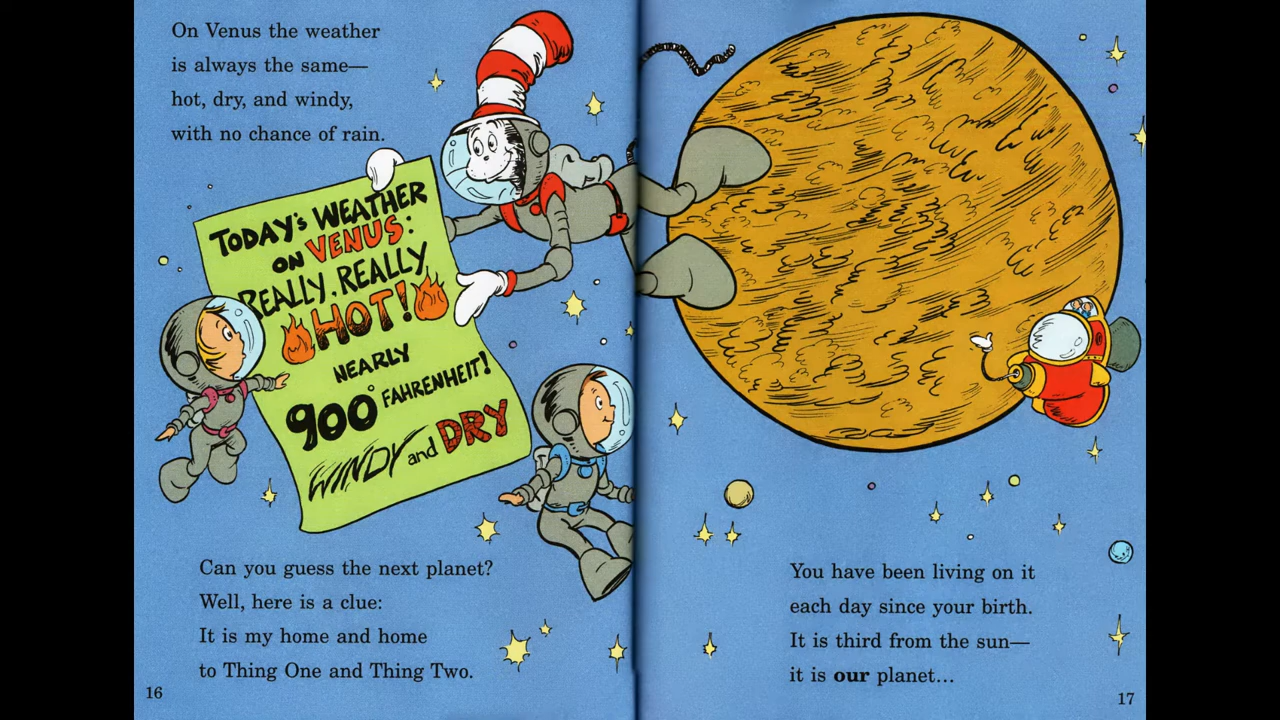 On Venus the weather
is always the same—
hot, dry, and windy,
with no chance of rain.
TODAY'S WEATHER
ON VENUS:
REALLY, REALLY
HOT!
NEARLY
900° FAHRENHEIT!
WINDY and DRY
Can you guess the next planet?
Well, here is a clue:
It is my home and home
to Thing One and Thing Two.
16
You have been living on it
each day since your birth.
It is third from the sun—
it is our planet...
17